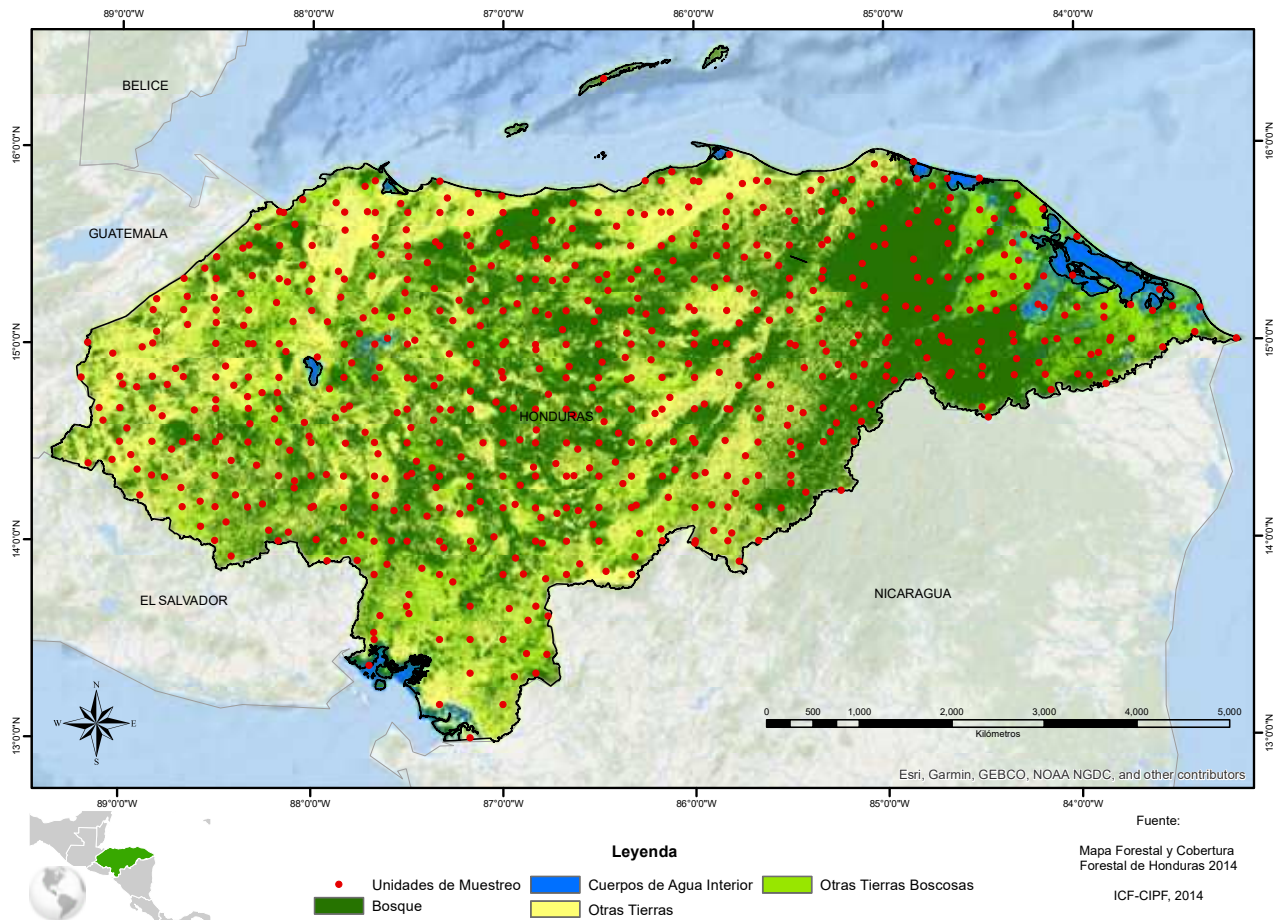 89°0'0"W 88°0'0"W 87°0'0"W 86°0'0"W 85°0'0"W 84°0'0"W
BELICE
16°0'0"N 16°0'0"N
GUATEMALA
15°0'0"N 15°0'0"N
HONDURAS
14°0'0"N 14°0'0"N
EL SALVADOR
NICARAGUA
N
W E
S
13°0'0"N 13°0'0"N
0 500 1,000 2,000 3,000 4,000 5,000
Kilómetros
Esri, Garmin, GEBCO, NOAA NGDC, and other contributors
89°0'0"W 88°0'0"W 87°0'0"W 86°0'0"W 85°0'0"W 84°0'0"W
Leyenda
Unidades de Muestreo
Bosque
Cuerpos de Agua Interior
Otras Tierras
Otras Tierras Boscosas
Fuente:
Mapa Forestal y Cobertura
Forestal de Honduras 2014
ICF-CIPF, 2014